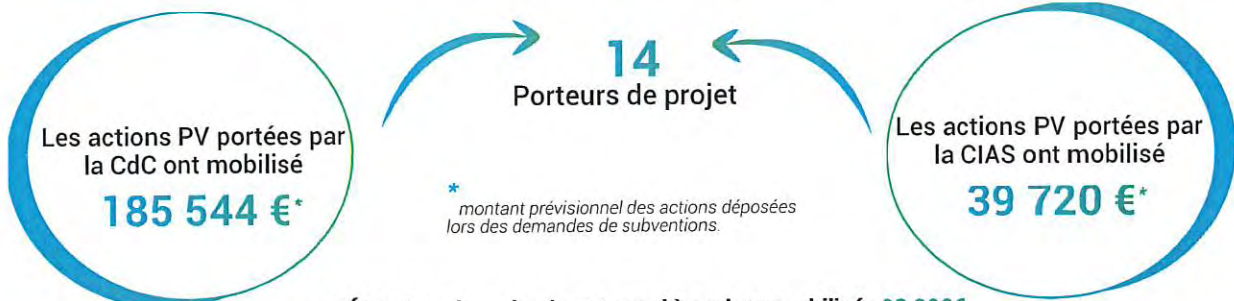 14
Porteurs de projet
Les actions PV portées par
la CdC ont mobilisé
185 544 €*
* montant prévisionnel des actions déposées
lors des demandes de subventions.
Les actions PV portées par
la CIAS ont mobilisé
39 720 €*